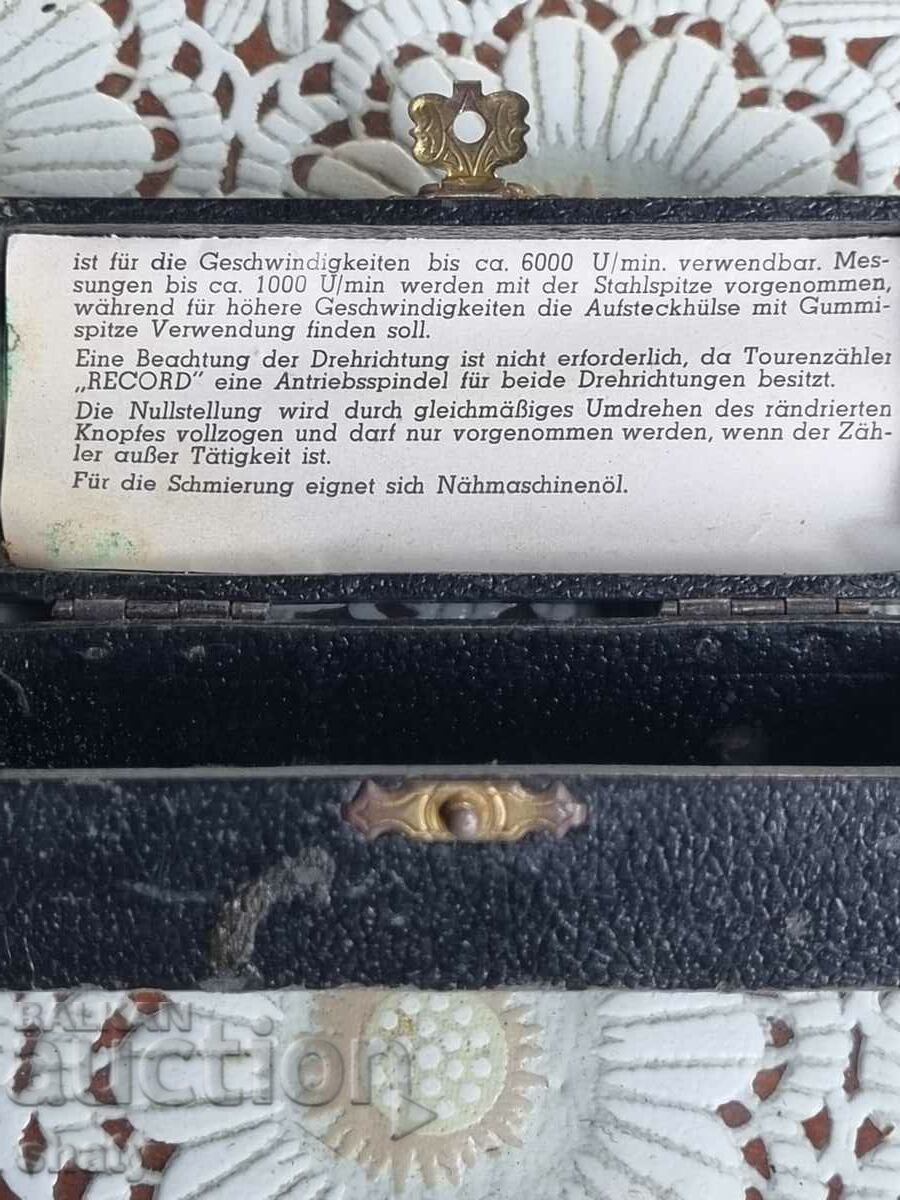 ist für die Geschwindigkeiten bis ca. 6000 U/min. verwendbar. Mes-
sungen bis ca. 1000 U/min werden mit der Stahlspitze vorgenommen,
während für höhere Geschwindigkeiten die Aufsteckhülse mit Gummi-
spitze Verwendung finden soll.
Eine Beachtung der Drehrichtung ist nicht erforderlich, da Tourenzähler
„RECORD" eine Antriebsspindel für beide Drehrichtungen besitzt.
Die Nullstellung wird durch gleichmäßiges Umdrehen des rändrierten
Knopfes vollzogen und darf nur vorgenommen werden, wenn der Zäh-
ler außer Tätigkeit ist.
Für die Schmierung eignet sich Nähmaschinenöl.
BALKAN
auction
shaty